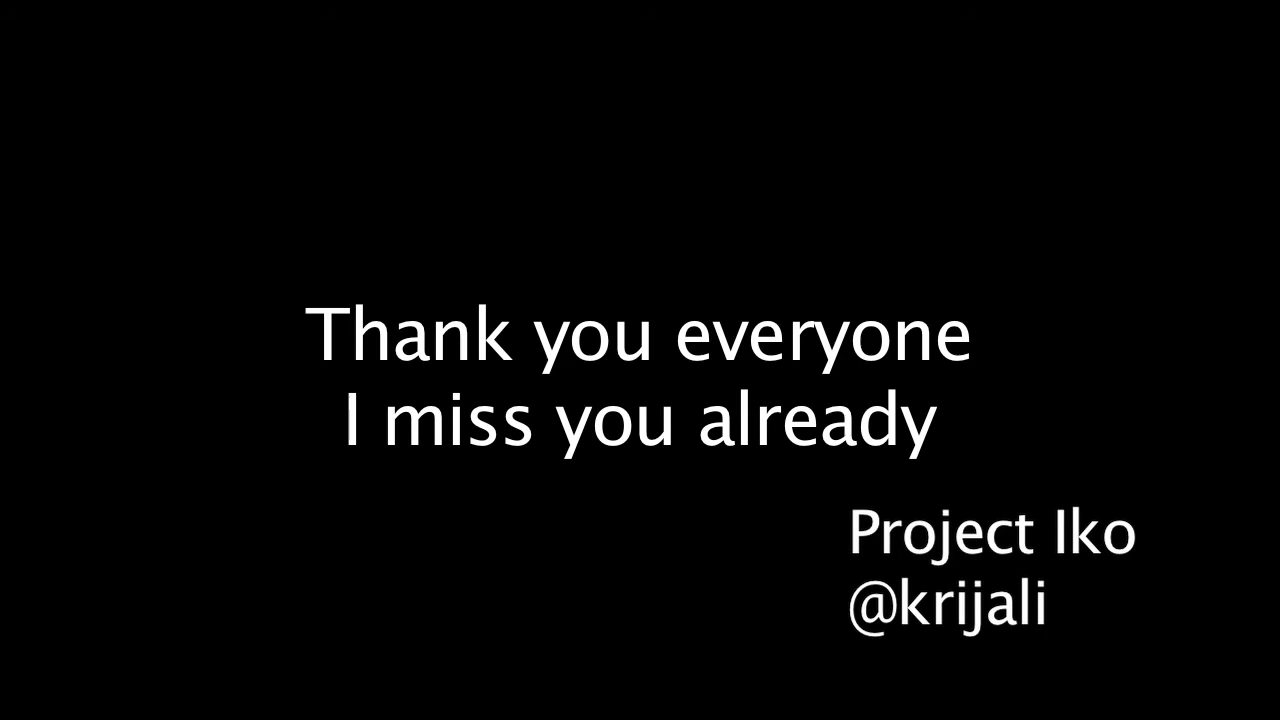 Thank you everyone
I miss you already
Project Iko
@krijali